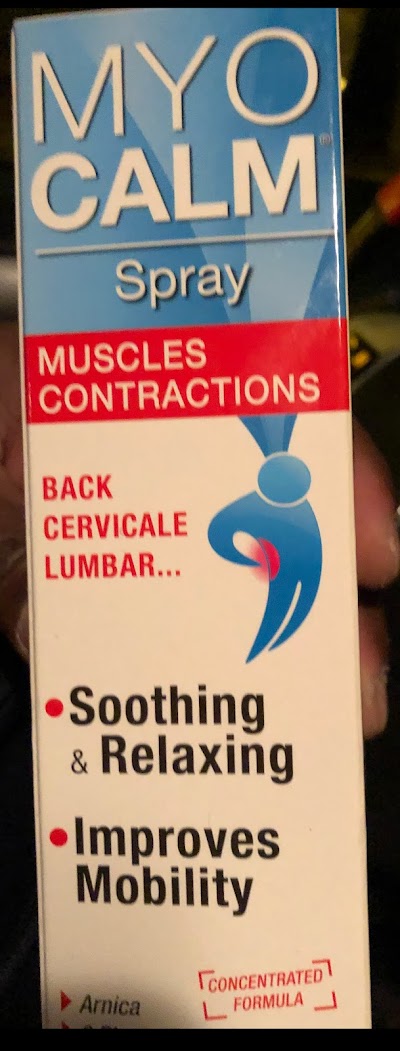 MYO
CALM®
Spray
MUSCLES
CONTRACTIONS
BACK
CERVICALE
LUMBAR...
•Soothing
& Relaxing
•Improves
Mobility
CONCENTRATED
FORMULA
Arnica